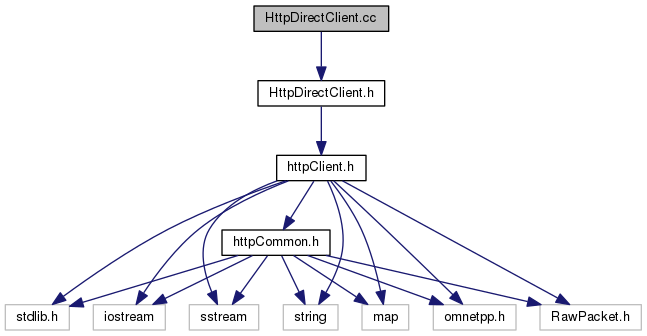 HttpDirectClient.cc
HttpDirectClient.h
httpClient.h
httpCommon.h
stdlib.h
iostream
sstream
string
map
omnetpp.h
RawPacket.h